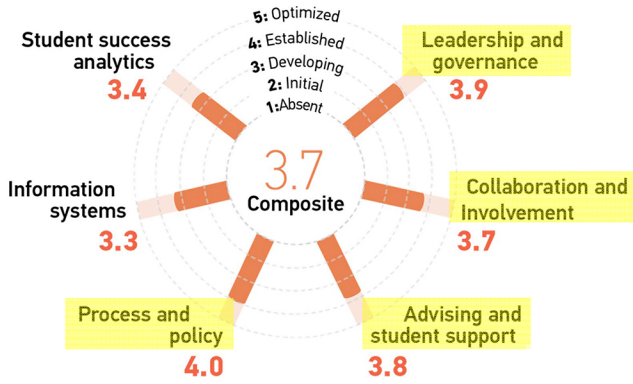 5: Optimized
4: Established
3: Developing
2: Initial
1:Absent
Student success
analytics
3.4
Leadership and
governance
3.9
3.7
Composite
Information
systems
3.3
Collaboration and
Involvement
3.7
Process and
policy
4.0
Advising and
student support
3.8